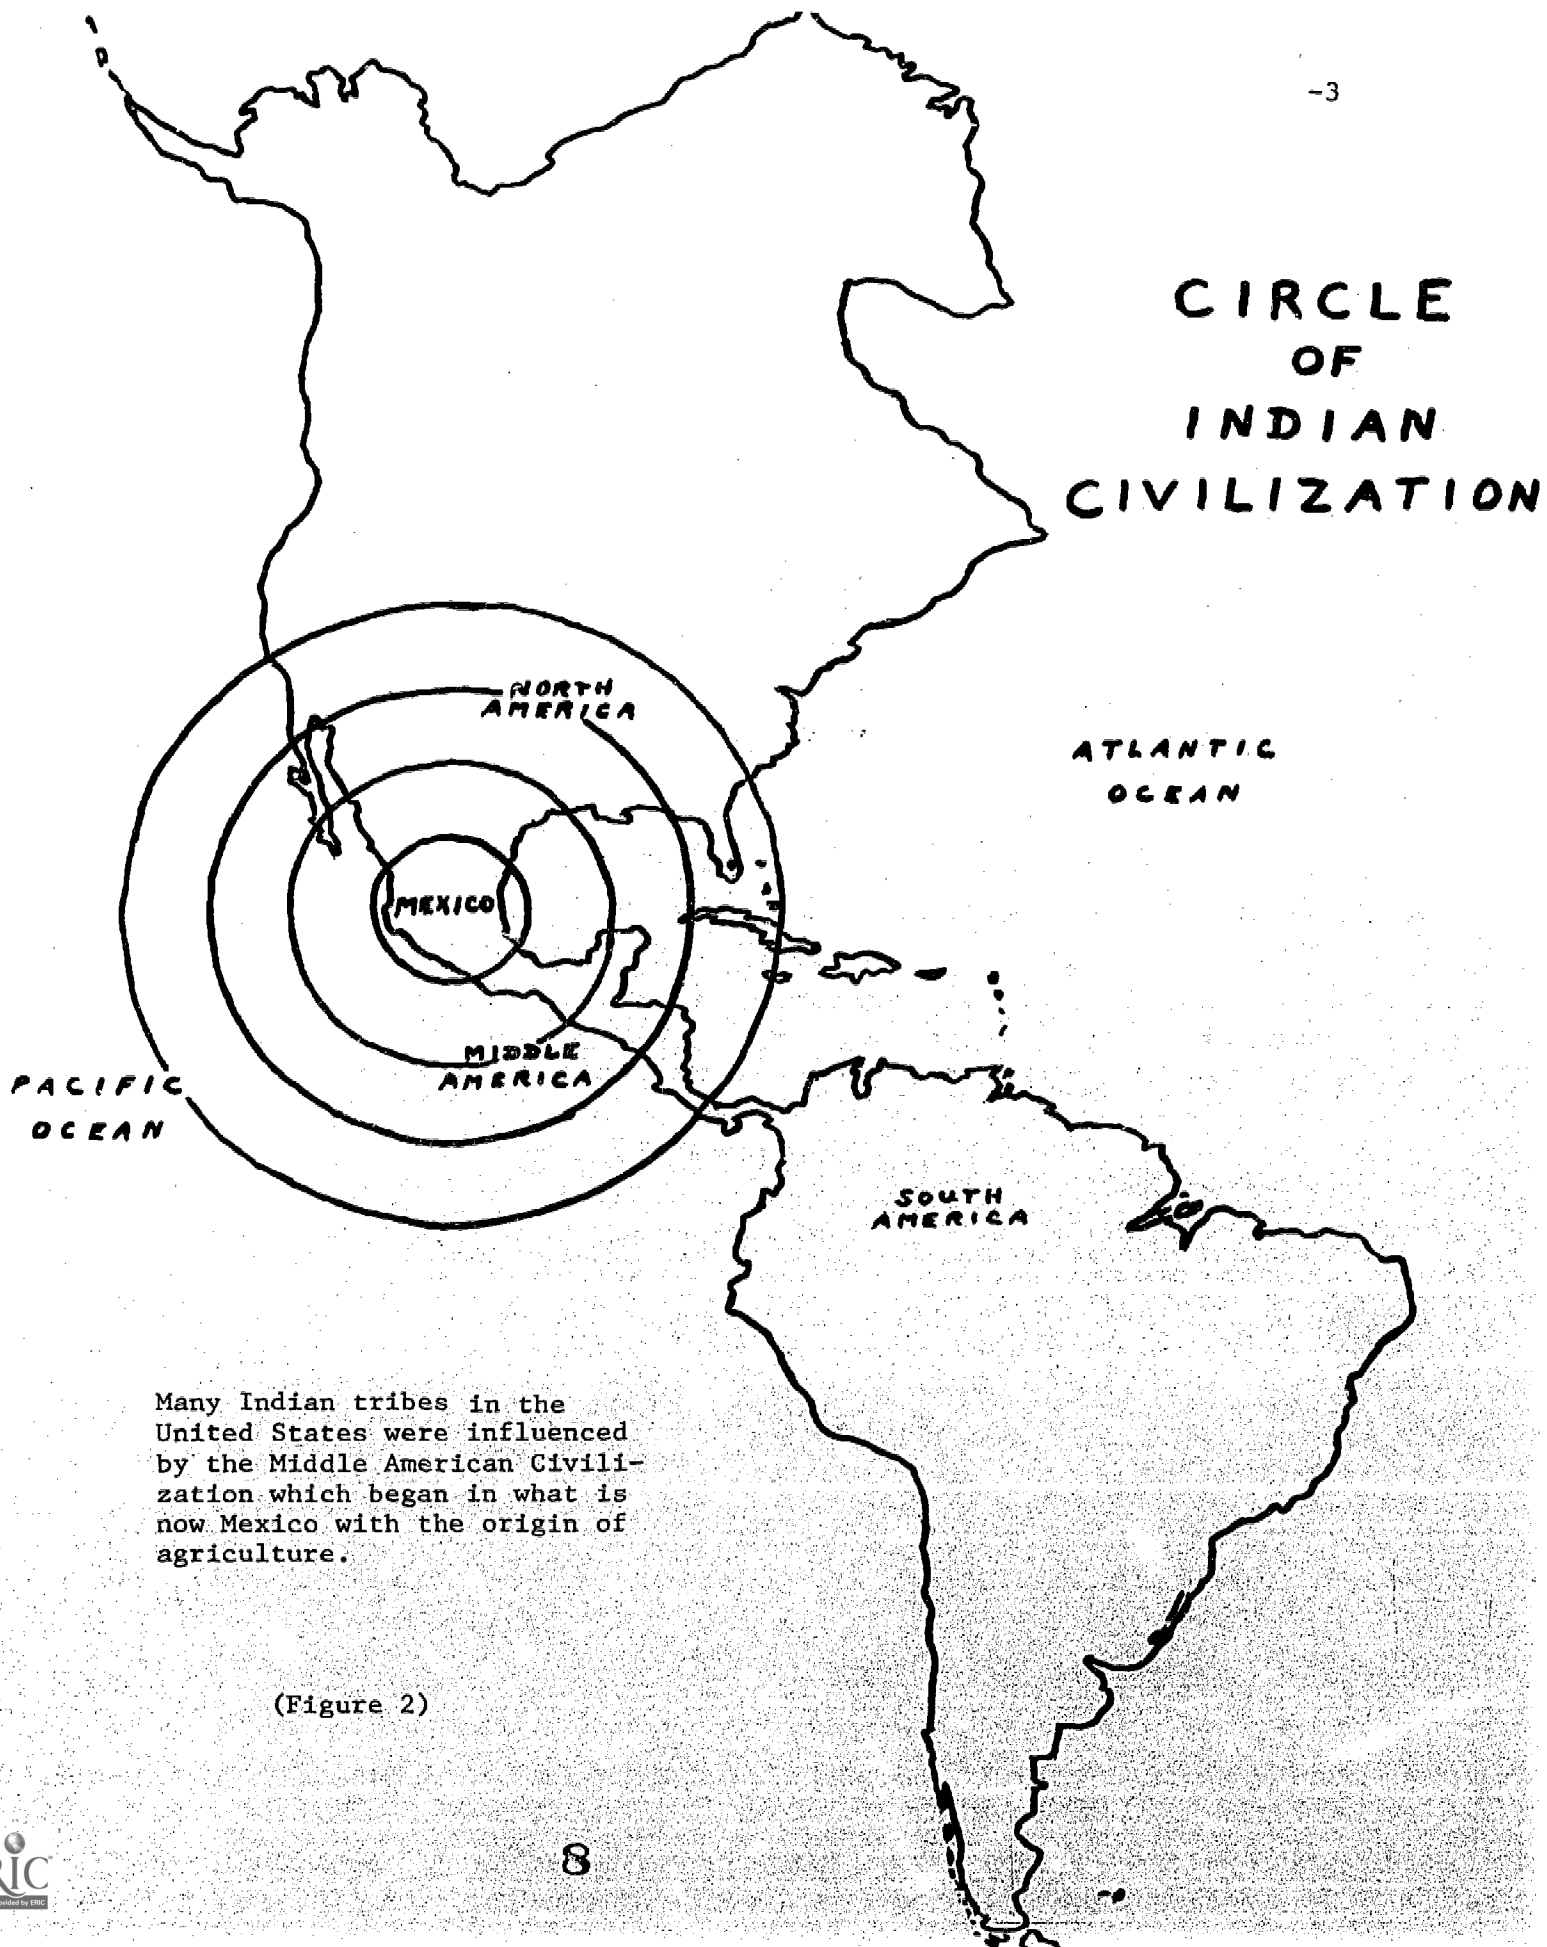 -3
CIRCLE
OF
INDIAN
CIVILIZATION
NORTH
AMERICA
ATLANTIC
OCEAN
MEXICO
MIDDLE
AMERICA
PACIFIC
OCEAN
SOUTH
AMERICA
Many Indian tribes in the
United States were influenced
by the Middle American Civili-
zation which began in what is
now Mexico with the origin of
agriculture.
(Figure 2)
8